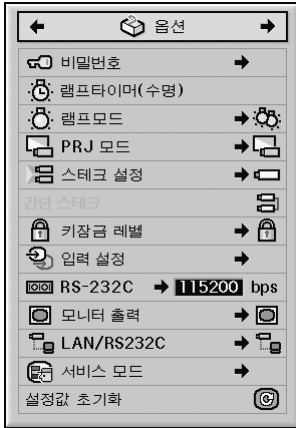 옵션
비밀번호
램프타이머(수명)
램프모드
PRJ 모드
스테크 설정
간단 스테크
키잠금 레벨
입력 설정
RS-232C 115200 bps
모니터 출력
LAN/RS232C
서비스 모드
설정값 초기화